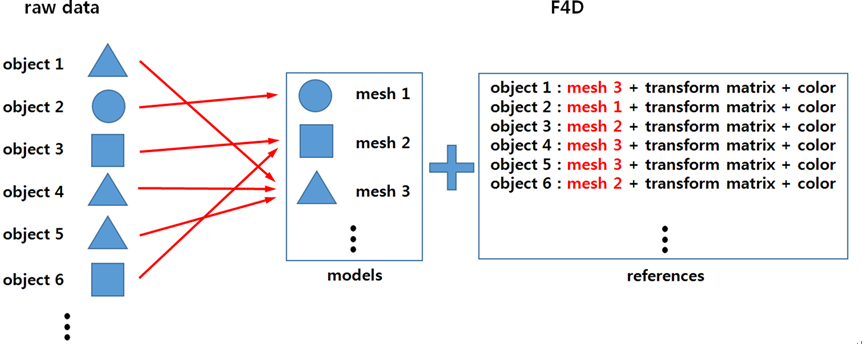 raw data
F4D
object 1
object 2
object 3
object 4
object 5
object 6
mesh 1
mesh 2
mesh 3
models
object 1 : mesh 3 + transform matrix + color
object 2 : mesh 1 + transform matrix + color
object 3 : mesh 2 + transform matrix + color
object 4 : mesh 3 + transform matrix + color
object 5 : mesh 3 + transform matrix + color
object 6 : mesh 2 + transform matrix + color
references